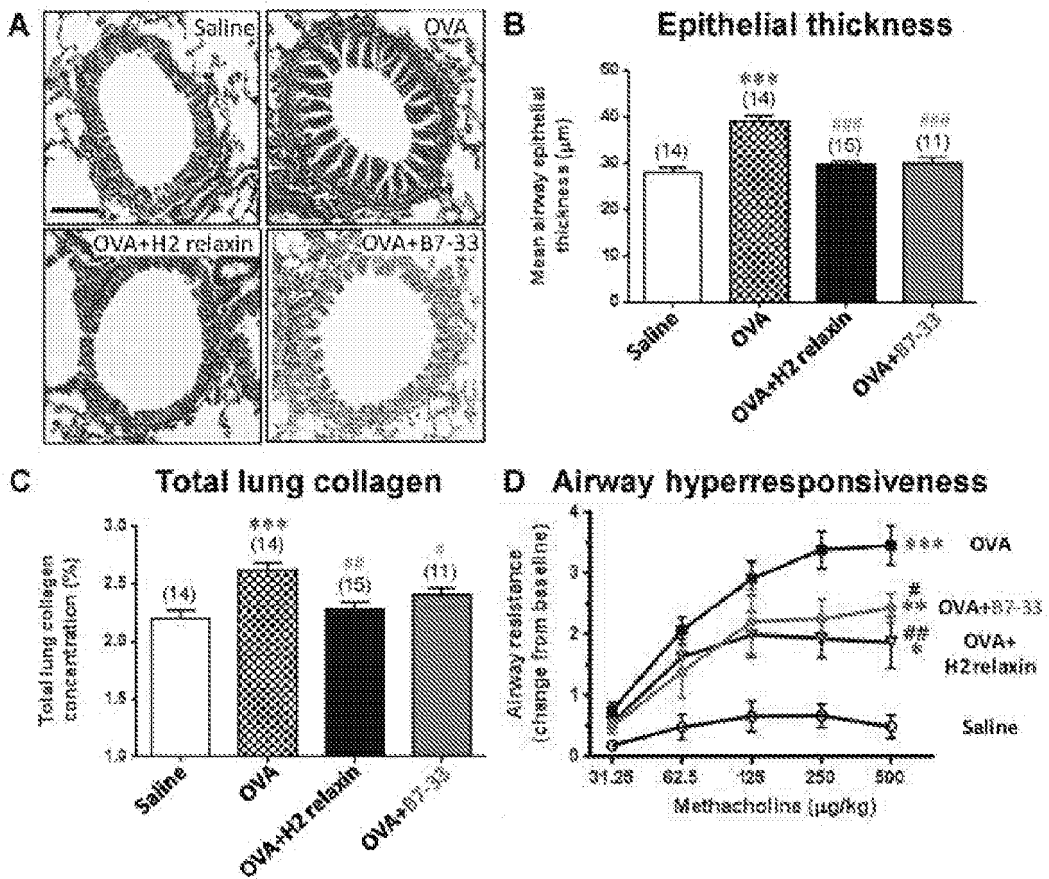 A
Saline
OVA
OVA+H2 relaxin
OVA+B7-33
B
Epithelial thickness
Mean airway epithelial
thickness (μm)
50
40
30
20
10
0
(14)
***
(14)
###
(15)
###
(11)
Saline
OVA
OVA+H2 relaxin
OVA+B7-33
C
Total lung collagen
Total lung collagen
concentration (%)
3.0
2.5
2.0
1.5
1.0
(14)
***
(14)
##
(15)
#
(11)
Saline
OVA
OVA+H2 relaxin
OVA+B7-33
D
Airway hyperresponsiveness
Airway resistance
(change from baseline)
4
3
2
1
0
*** OVA
#
** OVA+B7-33
##
* OVA+
H2 relaxin
Saline
31.25
62.5
125
250
500
Methacholine (μg/kg)